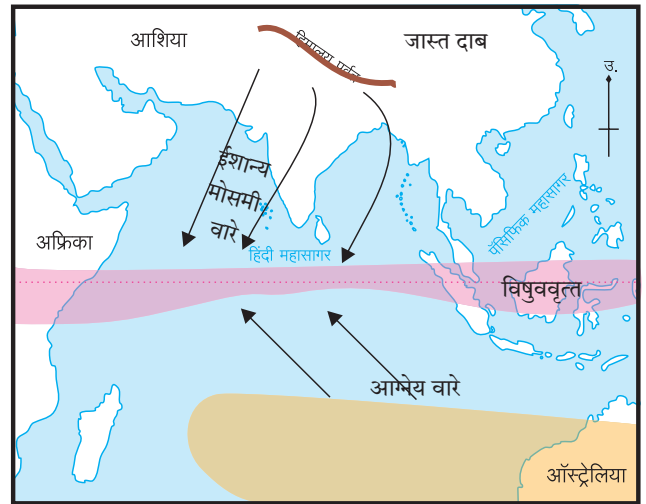 आशिया
हिमालय पर्वत
जास्त दाब
उ.
ईशान्य
मोसमी
वारे
अफ्रिका
हिंदी महासागर
पॅसिफिक महासागर
विषुववृत्त
आग्नेय वारे
ऑस्ट्रेलिया